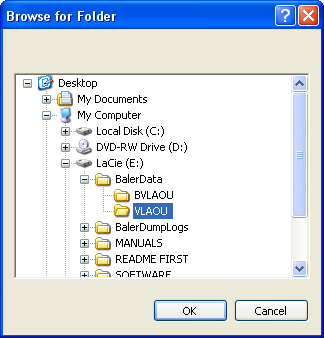 Browse for Folder
Desktop
My Documents
My Computer
Local Disk (C:)
DVD-RW Drive (D:)
LaCie (E:)
BalerData
BVLAOU
VLAOU
BalerDumpLogs
MANUALS
README FIRST
SOFTWARE
OK
Cancel